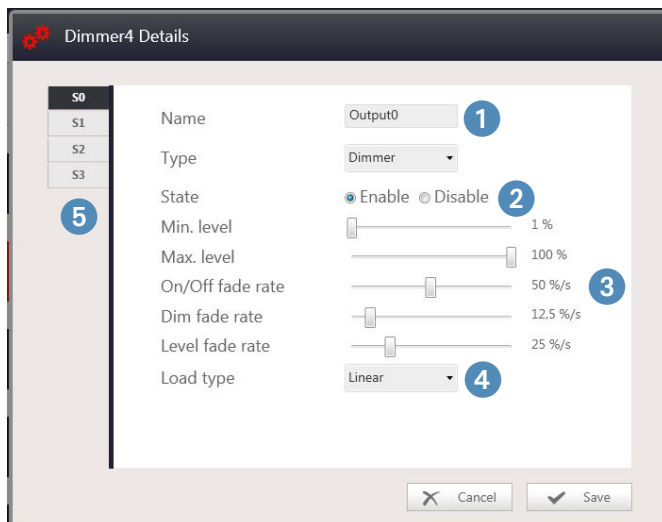 Dimmer4 Details
S0
S1
S2
S3
5
Name Output0 1
Type Dimmer
State Enable Disable 2
Min. level 1 %
Max. level 100 %
On/Off fade rate 50 %/s 3
Dim fade rate 12,5 %/s
Level fade rate 25 %/s
Load type Linear 4
Cancel Save